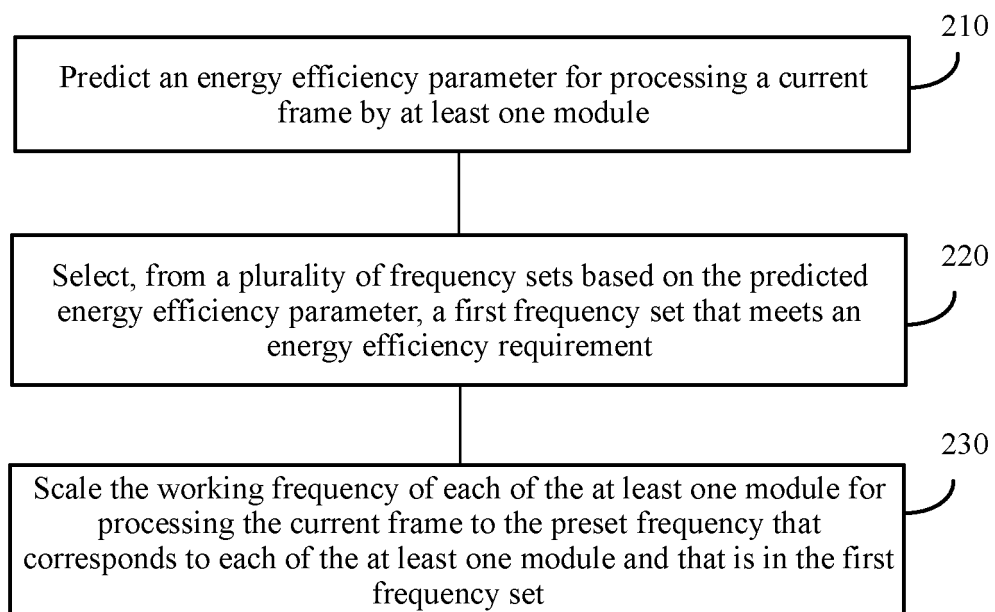 210
Predict an energy efficiency parameter for processing a current
frame by at least one module
220
Select, from a plurality of frequency sets based on the predicted
energy efficiency parameter, a first frequency set that meets an
energy efficiency requirement
230
Scale the working frequency of each of the at least one module for
processing the current frame to the preset frequency that
corresponds to each of the at least one module and that is in the first
frequency set